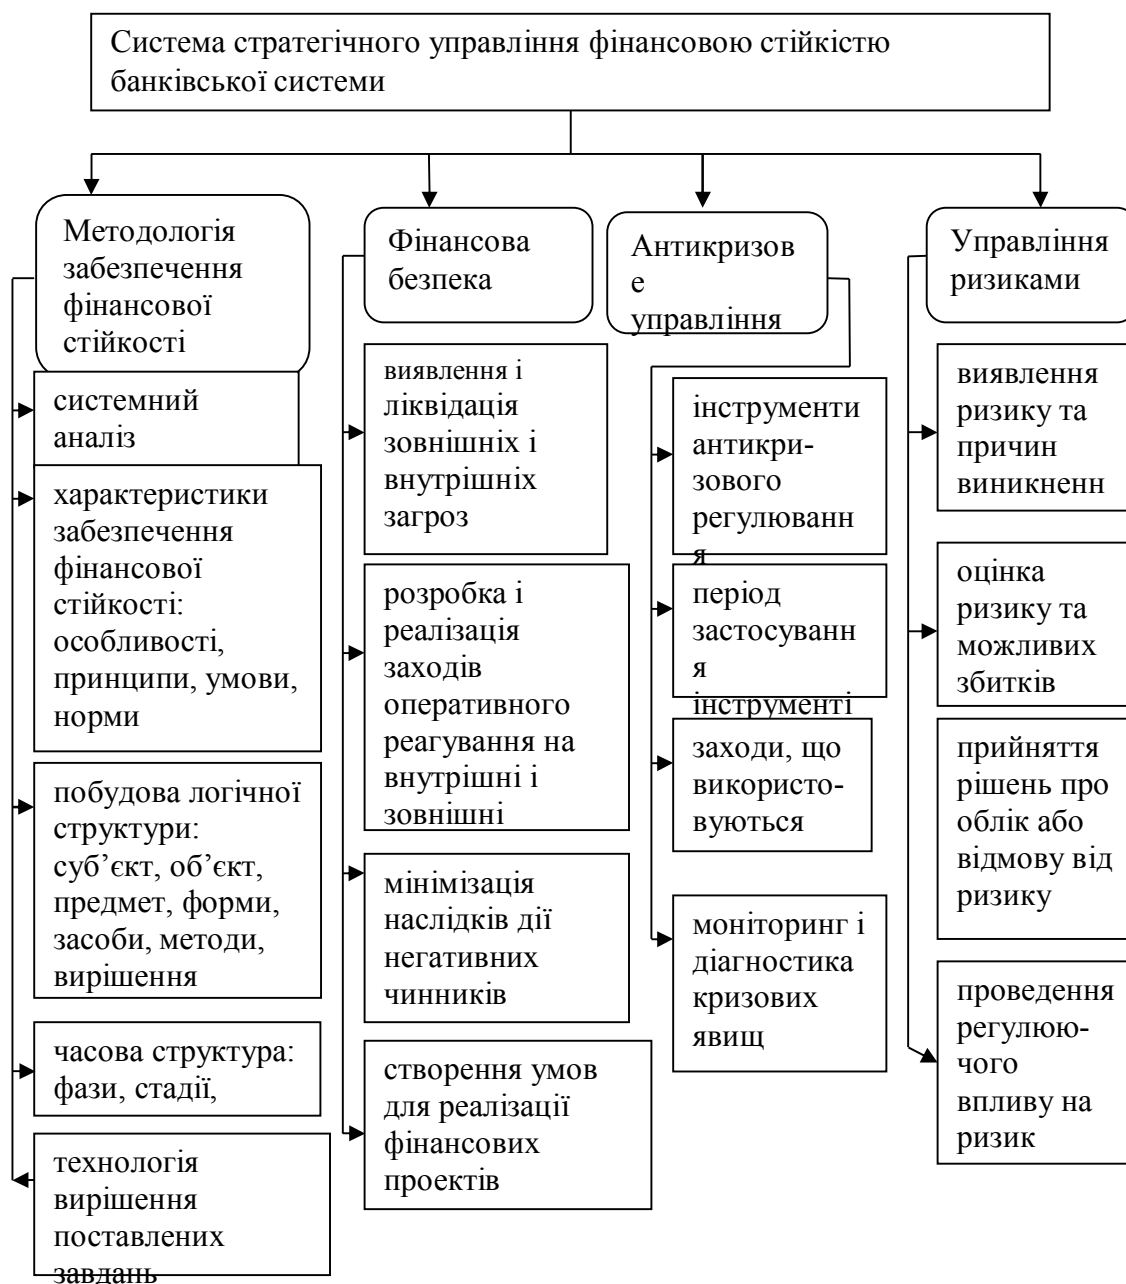 Система стратегічного управління фінансовою стійкістю
банківської системи
Методологія
забезпечення
фінансової
стійкості
системний
аналіз
характеристики
забезпечення
фінансової
стійкості:
особливості,
принципи, умови,
норми
побудова логічної
структури:
суб’єкт, об’єкт,
предмет, форми,
засоби, методи,
вирішення
часова структура:
фази, стадії,
технологія
вирішення
поставлених
завдань
Фінансова
безпека
виявлення і
ліквідація
зовнішніх і
внутрішніх
загроз
розробка і
реалізація
заходів
оперативного
реагування на
внутрішні і
зовнішні
мінімізація
наслідків дії
негативних
чинників
створення умов
для реалізації
фінансових
проектів
Антикризов
е
управління
інструменти
антикри-
зового
регулюванн
я
період
застосуванн
я
інструменті
заходи, що
використо-
вуються
моніторинг і
діагностика
кризових
явищ
Управління
ризиками
виявлення
ризику та
причин
виникненн
оцінка
ризику та
можливих
збитків
прийняття
рішень про
облік або
відмову від
ризику
проведення
регулюю-
чого
впливу на
ризик